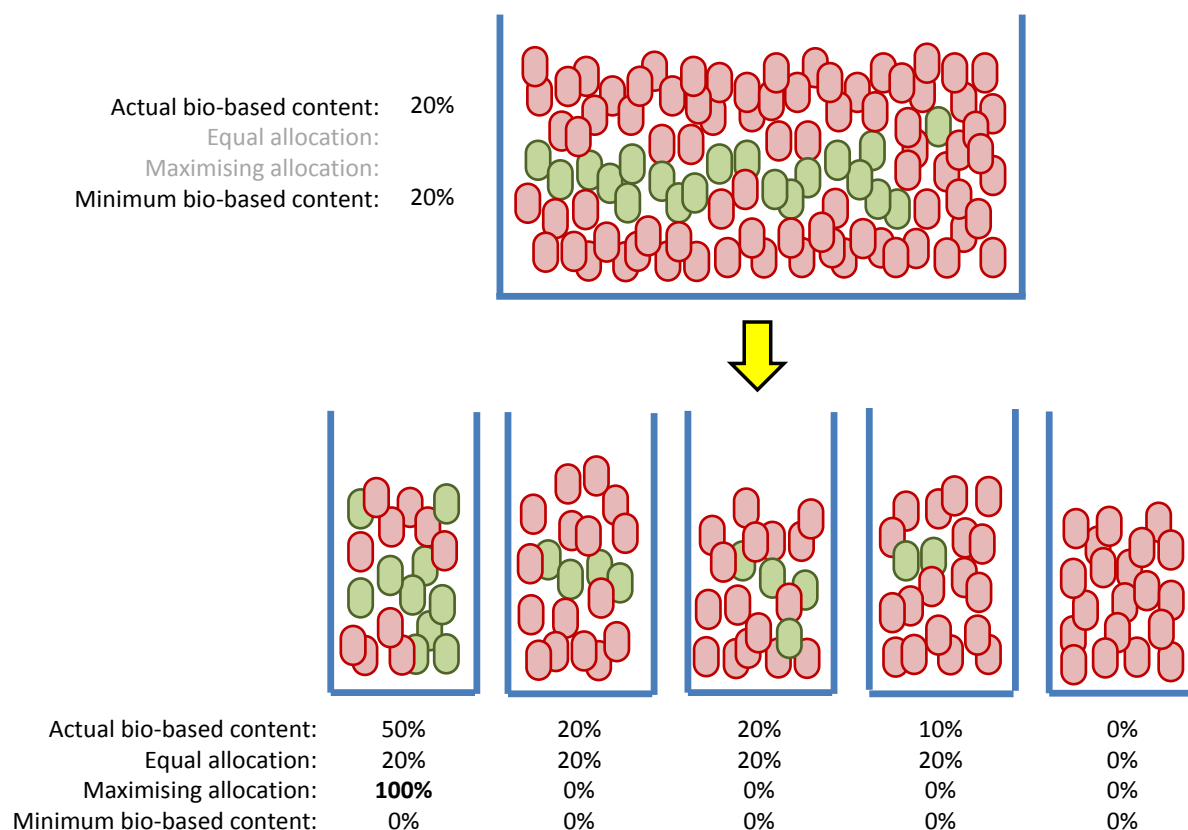 Actual bio-based content: 20%
Equal allocation:
Maximising allocation:
Minimum bio-based content: 20%
Actual bio-based content: 50% 20% 20% 10% 0%
Equal allocation: 20% 20% 20% 20% 0%
Maximising allocation: 100% 0% 0% 0% 0%
Minimum bio-based content: 0% 0% 0% 0% 0%